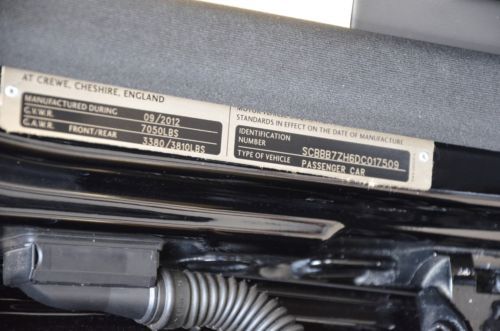 AT CREWE, CHESHIRE, ENGLAND
MANUFACTURED DURING 09/2012
G.V.W.R. 7050LBS
G.A.W.R. FRONT/REAR 3380/3810LBS
STANDARDS IN EFFECT ON THE DATE OF MANUFACTURE
IDENTIFICATION NUMBER SCBBB7ZH6DC017509
TYPE OF VEHICLE PASSENGER CAR